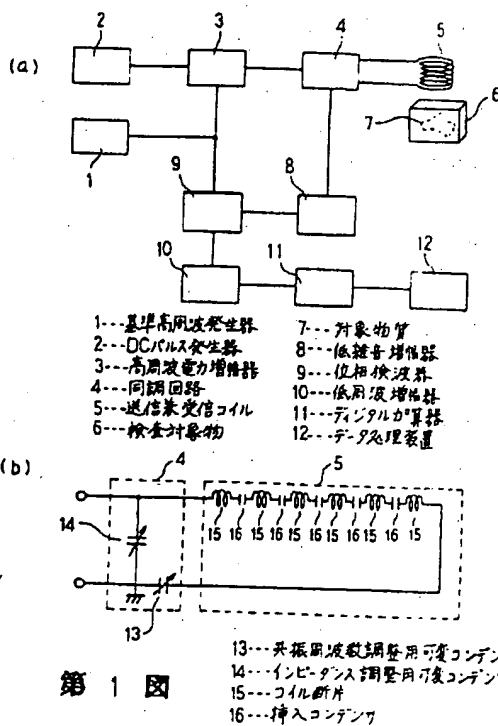 (a)
2
3
4
5
6
7
1
9
8
10
11
12
1---基準高周波発生器
2---DCパルス発生器
3---高周波電力増幅器
4---同調回路
5---送信兼受信コイル
6---検査対象物
7---対象物質
8---低雑音増幅器
9---位相検波器
10---低周波増幅器
11---ディジタル加算器
12---データ処理装置
(b)
4
5
14
15 16 15 16 15 16 15 16 15 16 15
13
13---共振周波数調整用可変コンデン
14---インピーダンス調整用可変コンデン
15---コイル断片
16---挿入コンデンサ
第 1 図